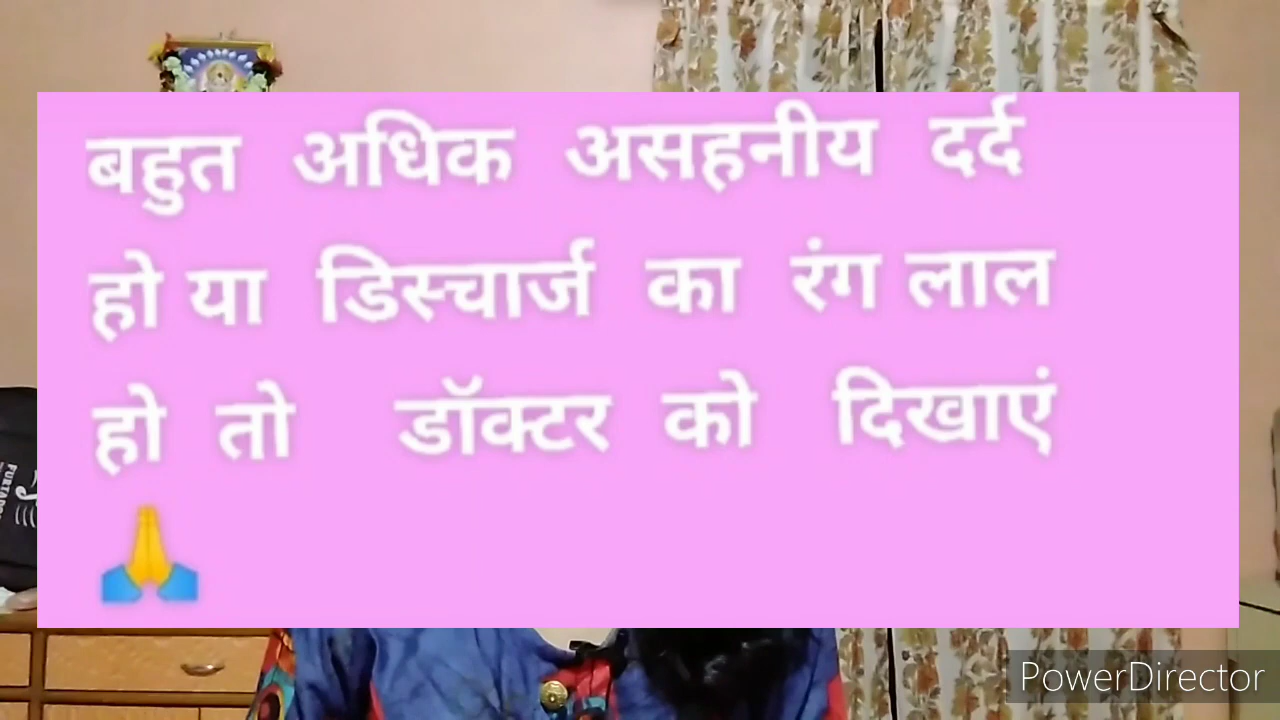 बहुत अधिक असहनीय दर्द
हो या डिस्चार्ज का रंग लाल
हो तो डॉक्टर को दिखाएं
🙏
PowerDirector